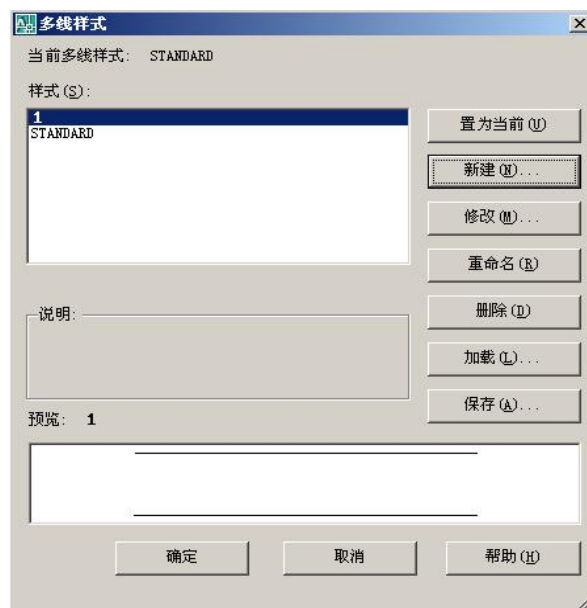 多线样式
当前多线样式: STANDARD
样式(S):
1
STANDARD
置为当前(U)
新建(N)...
修改(M)...
重命名(R)
删除(D)
加载(L)...
保存(A)...
说明:
预览: 1
确定
取消
帮助(H)